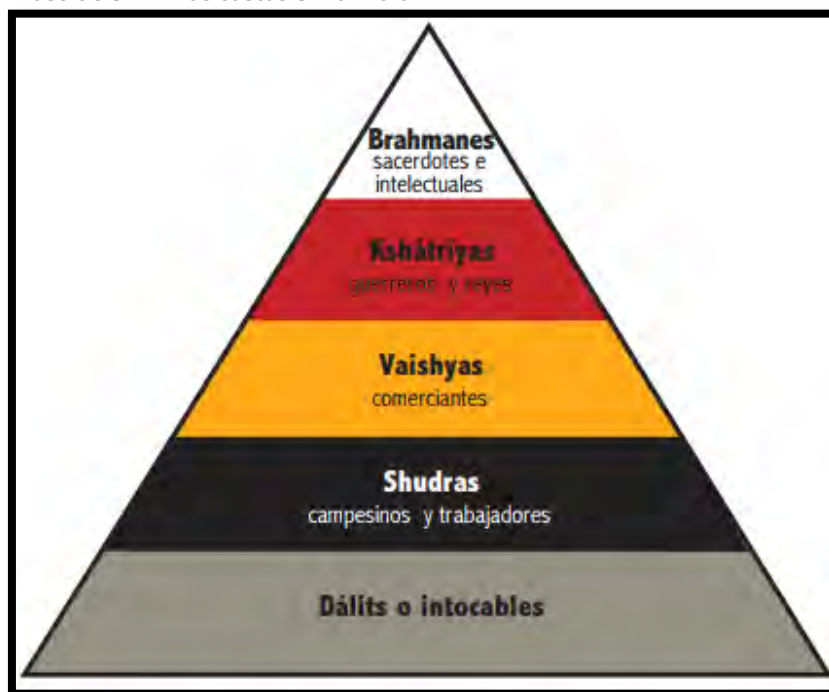 Brahmanes
sacerdotes e
intelectuales
Kshátriyas
guerreros y reyes
Vaishyas
comerciantes
Shudras
campesinos y trabajadores
Dálits o intocables